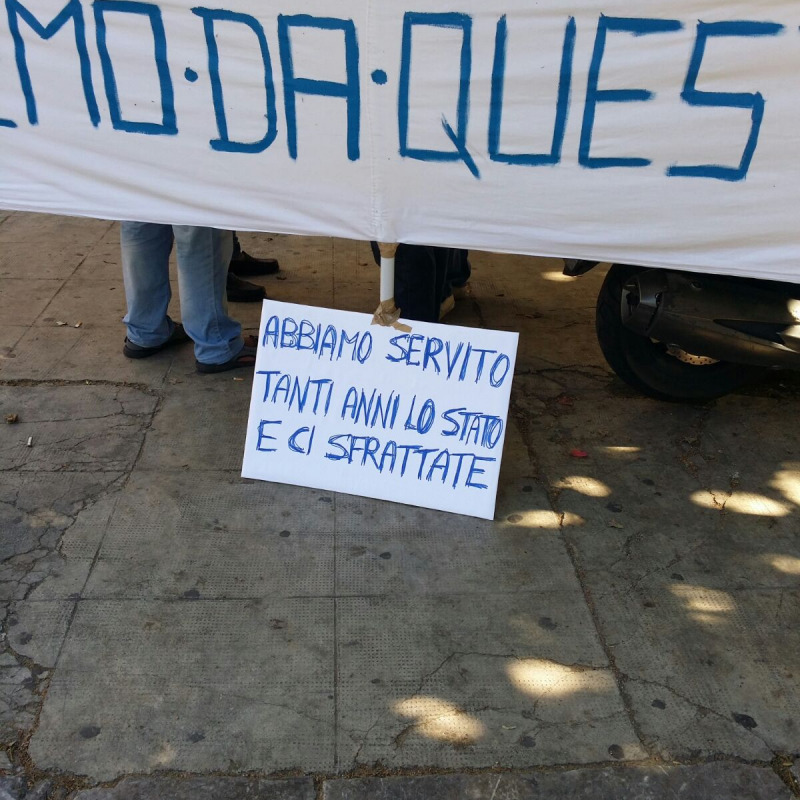 MO·DA·QUES
ABBIAMO SERVITO
TANTI ANNI LO STATO
E CI SFRATTATE